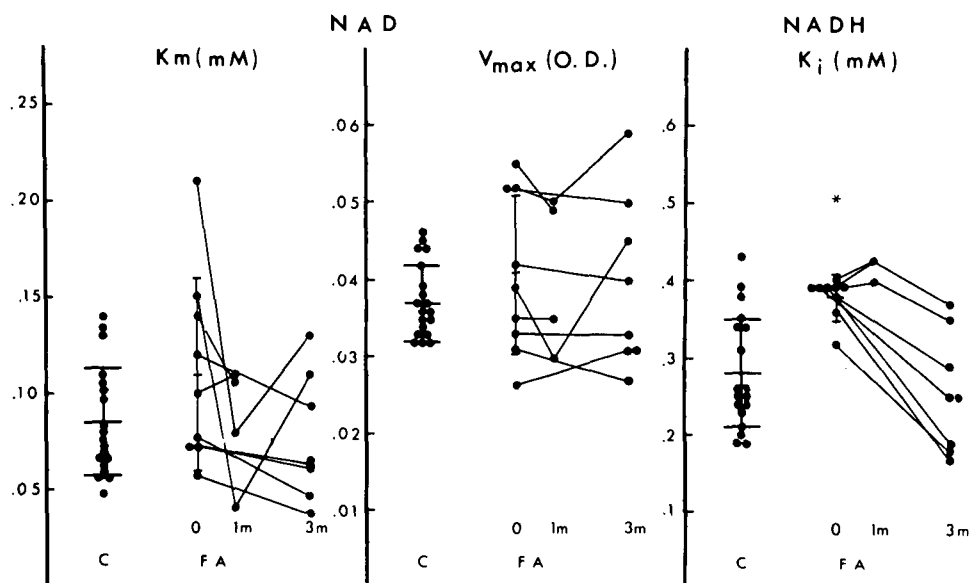 NAD NADH
Km (mM) Vmax (O. D.) Ki (mM)
.25 .06 .6
.20 .05 .5
*
.04 .4
.15
.03 .3
.10
.02 .2
.05
.01 .1
0 1m 3m 0 1m 3m 0 1m 3m
C FA C FA C FA